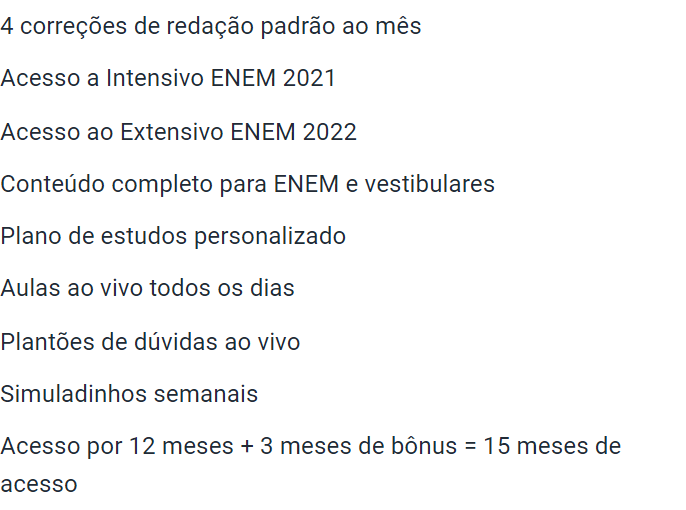 4 correções de redação padrão ao mês
Acesso a Intensivo ENEM 2021
Acesso ao Extensivo ENEM 2022
Conteúdo completo para ENEM e vestibulares
Plano de estudos personalizado
Aulas ao vivo todos os dias
Plantões de dúvidas ao vivo
Simuladinhos semanais
Acesso por 12 meses + 3 meses de bônus = 15 meses de
acesso